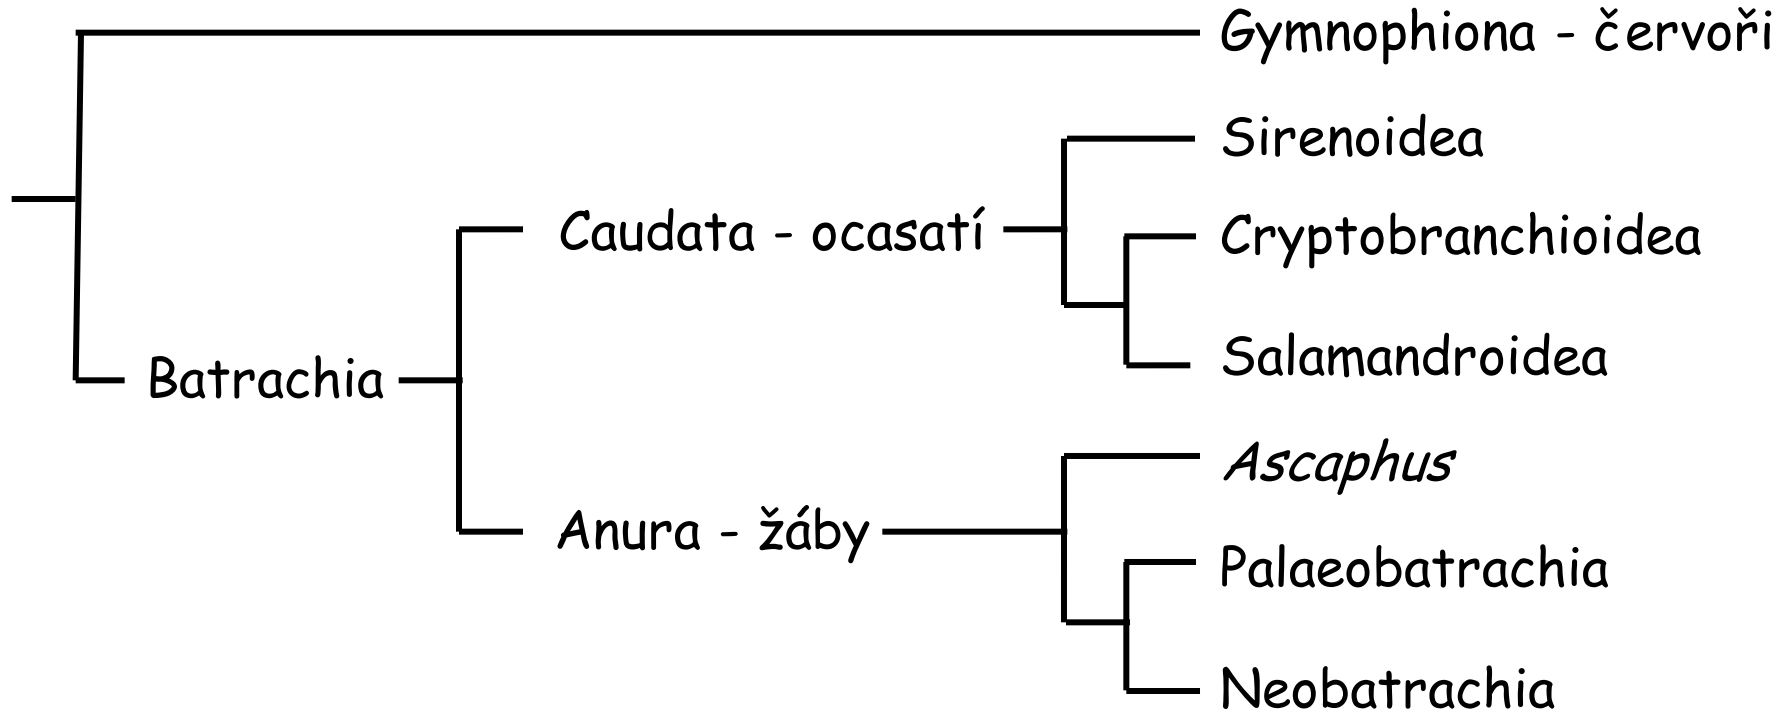 Gymnophiona - červoři
Sirenoidea
Caudata - ocasatí
Cryptobranchioidea
Salamandroidea
Batrachia
Ascaphus
Anura - žáby
Palaeobatrachia
Neobatrachia